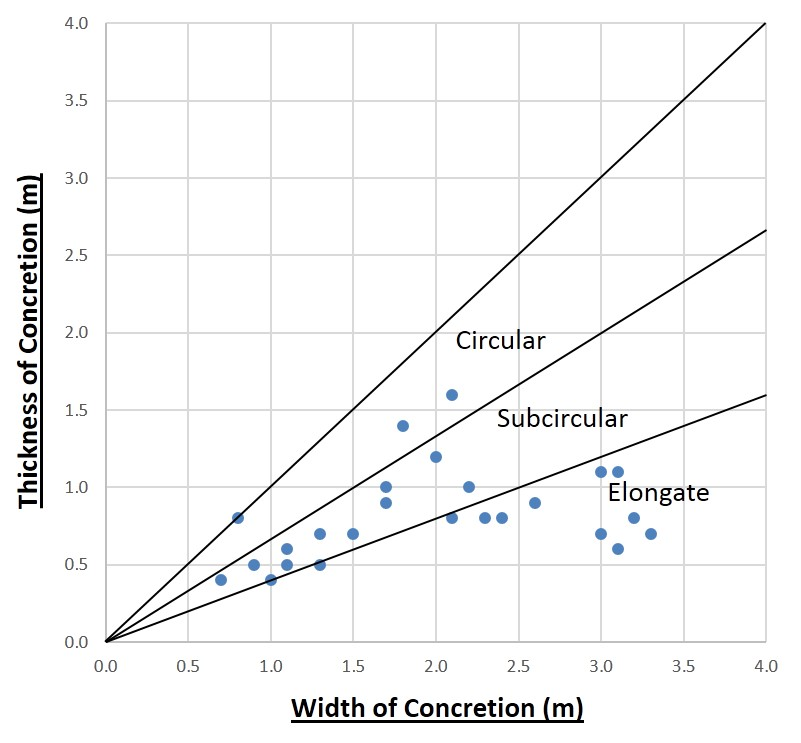 4.0
3.5
3.0
2.5
2.0
1.5
1.0
0.5
0.0
Thickness of Concretion (m)
Circular
Subcircular
Elongate
0.0 0.5 1.0 1.5 2.0 2.5 3.0 3.5 4.0
Width of Concretion (m)